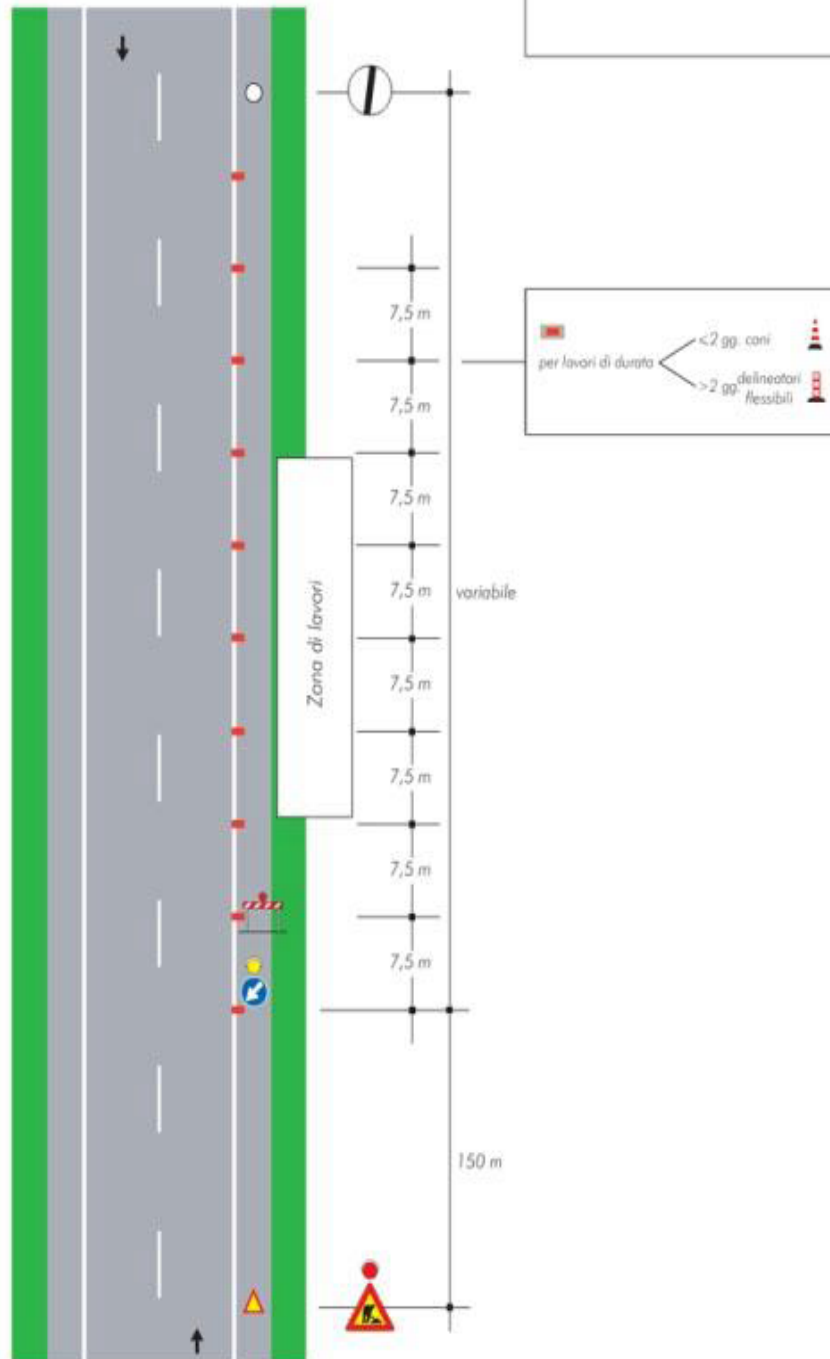 7,5 m
per lavori di durata
<2 gg. coni
>2 gg. delineatori
flessibili
7,5 m
7,5 m
7,5 m
variabile
Zona di lavori
7,5 m
7,5 m
7,5 m
7,5 m
150 m